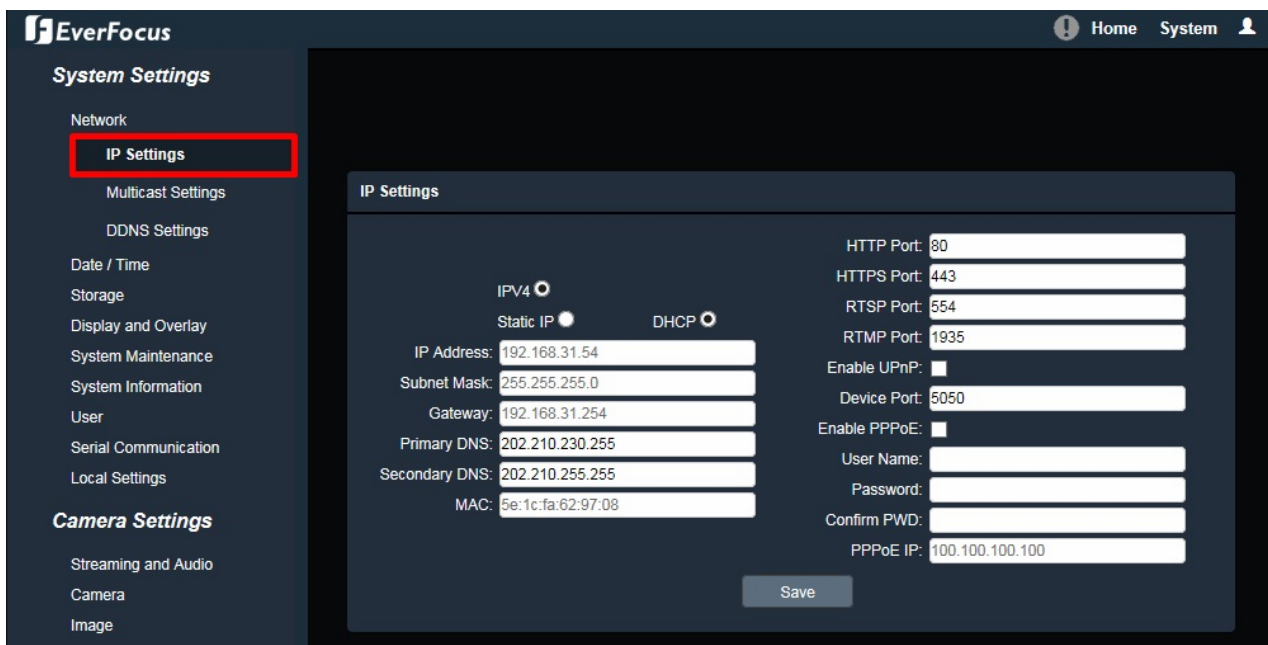 EverFocus
Home System
System Settings
Network
IP Settings
Multicast Settings
DDNS Settings
Date / Time
Storage
Display and Overlay
System Maintenance
System Information
User
Serial Communication
Local Settings
Camera Settings
Streaming and Audio
Camera
Image
IP Settings
IPV4
Static IP DHCP
IP Address: 192.168.31.54
Subnet Mask: 255.255.255.0
Gateway: 192.168.31.254
Primary DNS: 202.210.230.255
Secondary DNS: 202.210.255.255
MAC: 5e:1c:fa:62:97:08
HTTP Port: 80
HTTPS Port: 443
RTSP Port: 554
RTMP Port: 1935
Enable UPnP:
Device Port: 5050
Enable PPPoE:
User Name:
Password:
Confirm PWD:
PPPoE IP: 100.100.100.100
Save